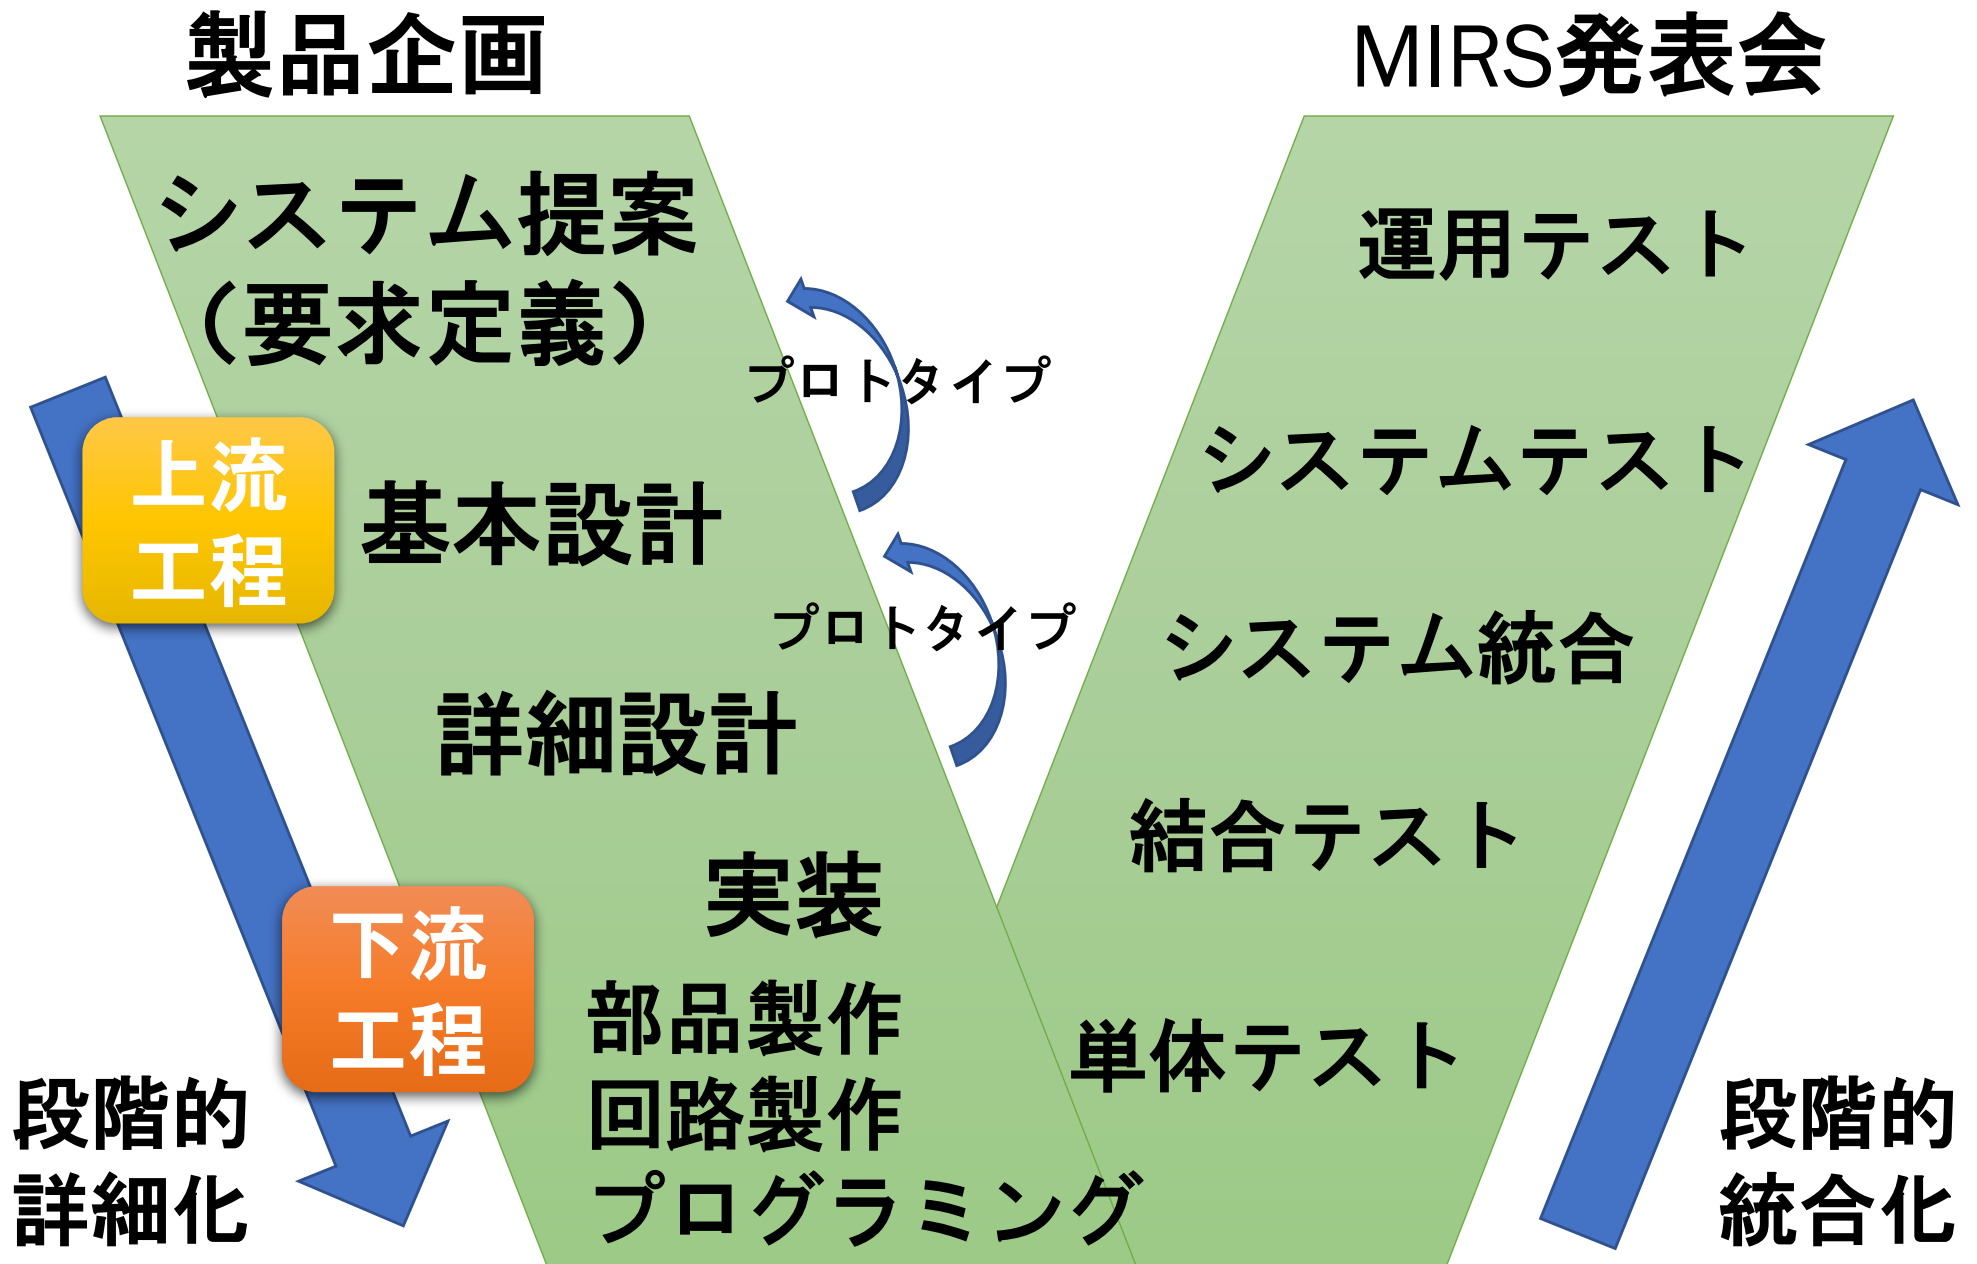 製品企画
システム提案
（要求定義）
プロトタイプ
上流
工程
基本設計
プロトタイプ
詳細設計
実装
下流
工程
部品製作
回路製作
プログラミング
段階的
詳細化
MIRS発表会
運用テスト
システムテスト
システム統合
結合テスト
単体テスト
段階的
統合化